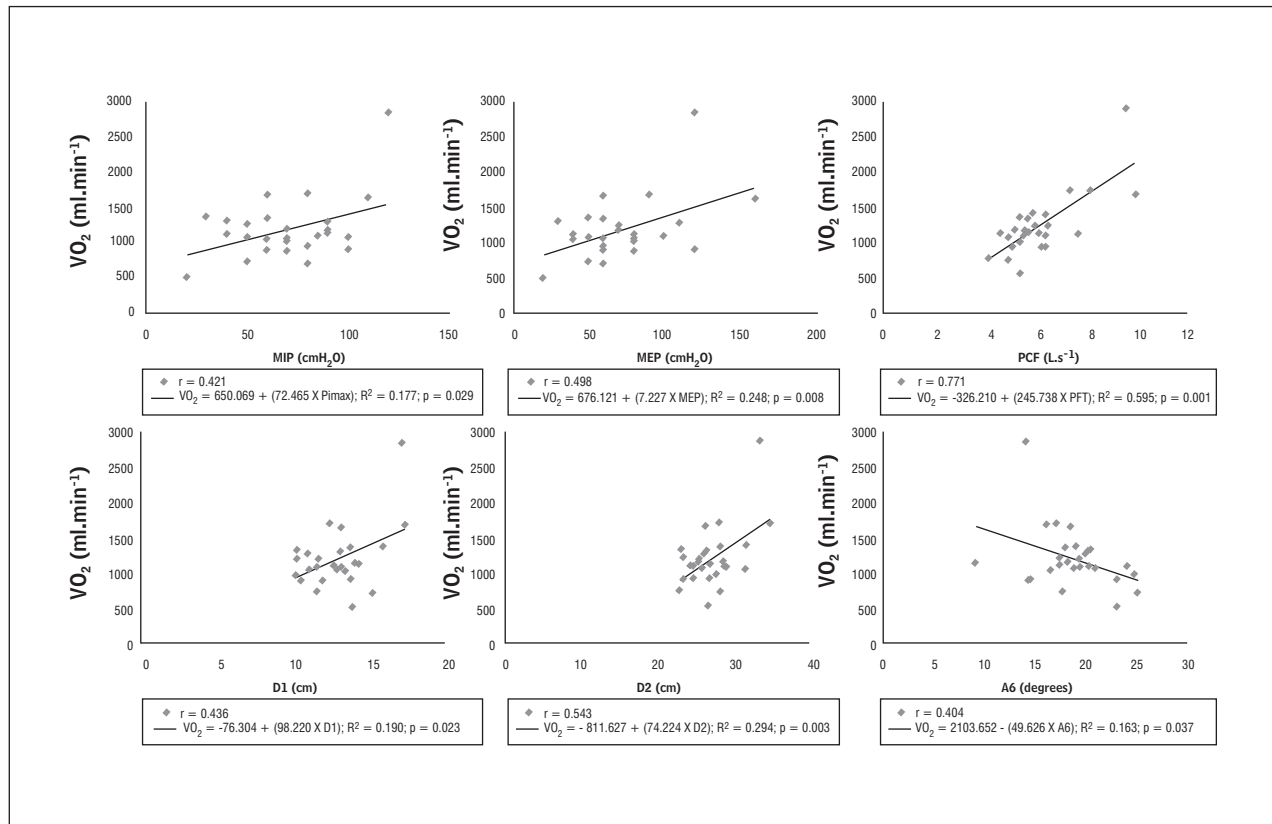 3000
2500
2000
1500
1000
500
0
VO₂ (ml.min⁻¹)
0 50 100 150
MIP (cmH₂O)
r = 0.421
VO₂ = 650.069 + (72.465 X Pimax); R² = 0.177; p = 0.029
3000
2500
2000
1500
1000
500
0
VO₂ (ml.min⁻¹)
0 50 100 150 200
MEP (cmH₂O)
r = 0.498
VO₂ = 676.121 + (7.227 X MEP); R² = 0.248; p = 0.008
3000
2500
2000
1500
1000
500
0
VO₂ (ml.min⁻¹)
0 2 4 6 8 10 12
PCF (L.s⁻¹)
r = 0.771
VO₂ = -326.210 + (245.738 X PFT); R² = 0.595; p = 0.001
3000
2500
2000
1500
1000
500
0
VO₂ (ml.min⁻¹)
0 5 10 15 20
D1 (cm)
r = 0.436
VO₂ = -76.304 + (98.220 X D1); R² = 0.190; p = 0.023
3000
2500
2000
1500
1000
500
0
VO₂ (ml.min⁻¹)
0 10 20 30 40
D2 (cm)
r = 0.543
VO₂ = - 811.627 + (74.224 X D2); R² = 0.294; p = 0.003
3000
2500
2000
1500
1000
500
0
VO₂ (ml.min⁻¹)
0 5 10 15 20 25 30
A6 (degrees)
r = 0.404
VO₂ = 2103.652 - (49.626 X A6); R² = 0.163; p = 0.037